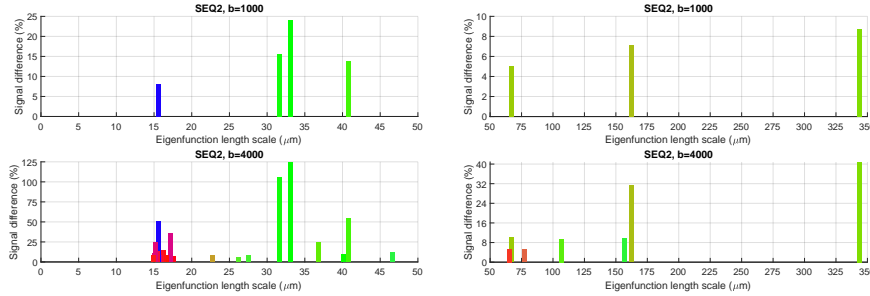 SEQ2, b=1000
Signal difference (%)
25
20
15
10
5
0
0 5 10 15 20 25 30 35 40 45 50
Eigenfunction length scale (μm)
SEQ2, b=1000
Signal difference (%)
10
8
6
4
2
0
50 75 100 125 150 175 200 225 250 275 300 325 350
Eigenfunction length scale (μm)
SEQ2, b=4000
Signal difference (%)
125
100
75
50
25
0
0 5 10 15 20 25 30 35 40 45 50
Eigenfunction length scale (μm)
SEQ2, b=4000
Signal difference (%)
40
32
24
16
8
0
50 75 100 125 150 175 200 225 250 275 300 325 350
Eigenfunction length scale (μm)